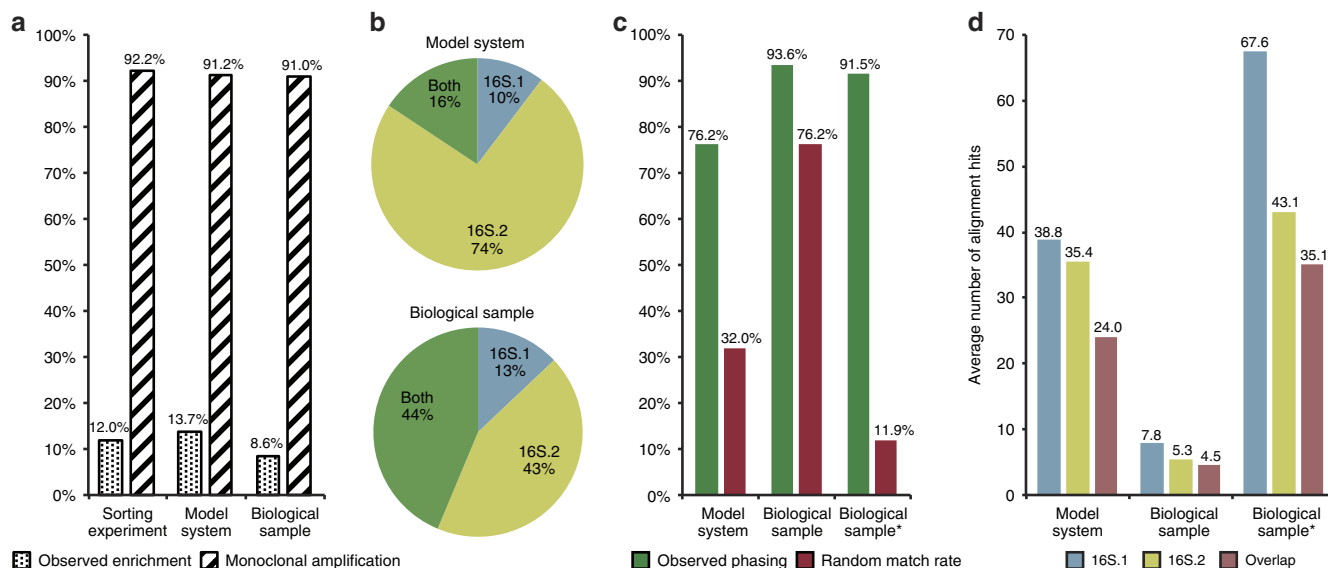 a
100%
90%
80%
70%
60%
50%
40%
30%
20%
10%
0%
92.2%
91.2%
91.0%
12.0%
13.7%
8.6%
Sorting
experiment
Model
system
Biological
sample
Observed enrichment
Monoclonal amplification
b
Model system
Both
16%
16S.1
10%
16S.2
74%
Biological sample
Both
44%
16S.1
13%
16S.2
43%
c
100%
90%
80%
70%
60%
50%
40%
30%
20%
10%
0%
76.2%
32.0%
93.6%
76.2%
91.5%
11.9%
Model
system
Biological
sample
Biological
sample*
Observed phasing
Random match rate
d
Average number of alignment hits
70
60
50
40
30
20
10
0
38.8
35.4
24.0
7.8
5.3
4.5
67.6
43.1
35.1
Model
system
Biological
sample
Biological
sample*
16S.1
16S.2
Overlap